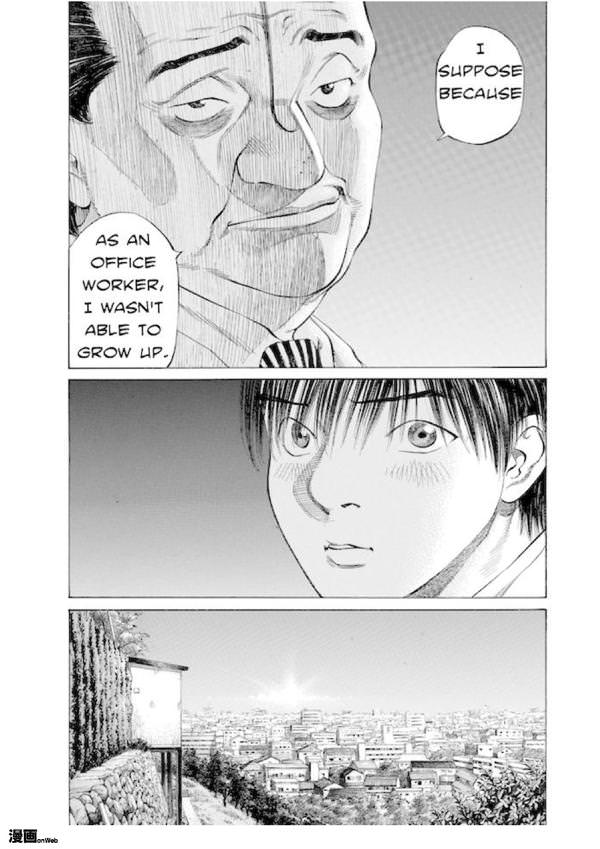 I
SUPPOSE
BECAUSE
AS AN
OFFICE
WORKER,
I WASN'T
ABLE TO
GROW UP.
漫画onWeb